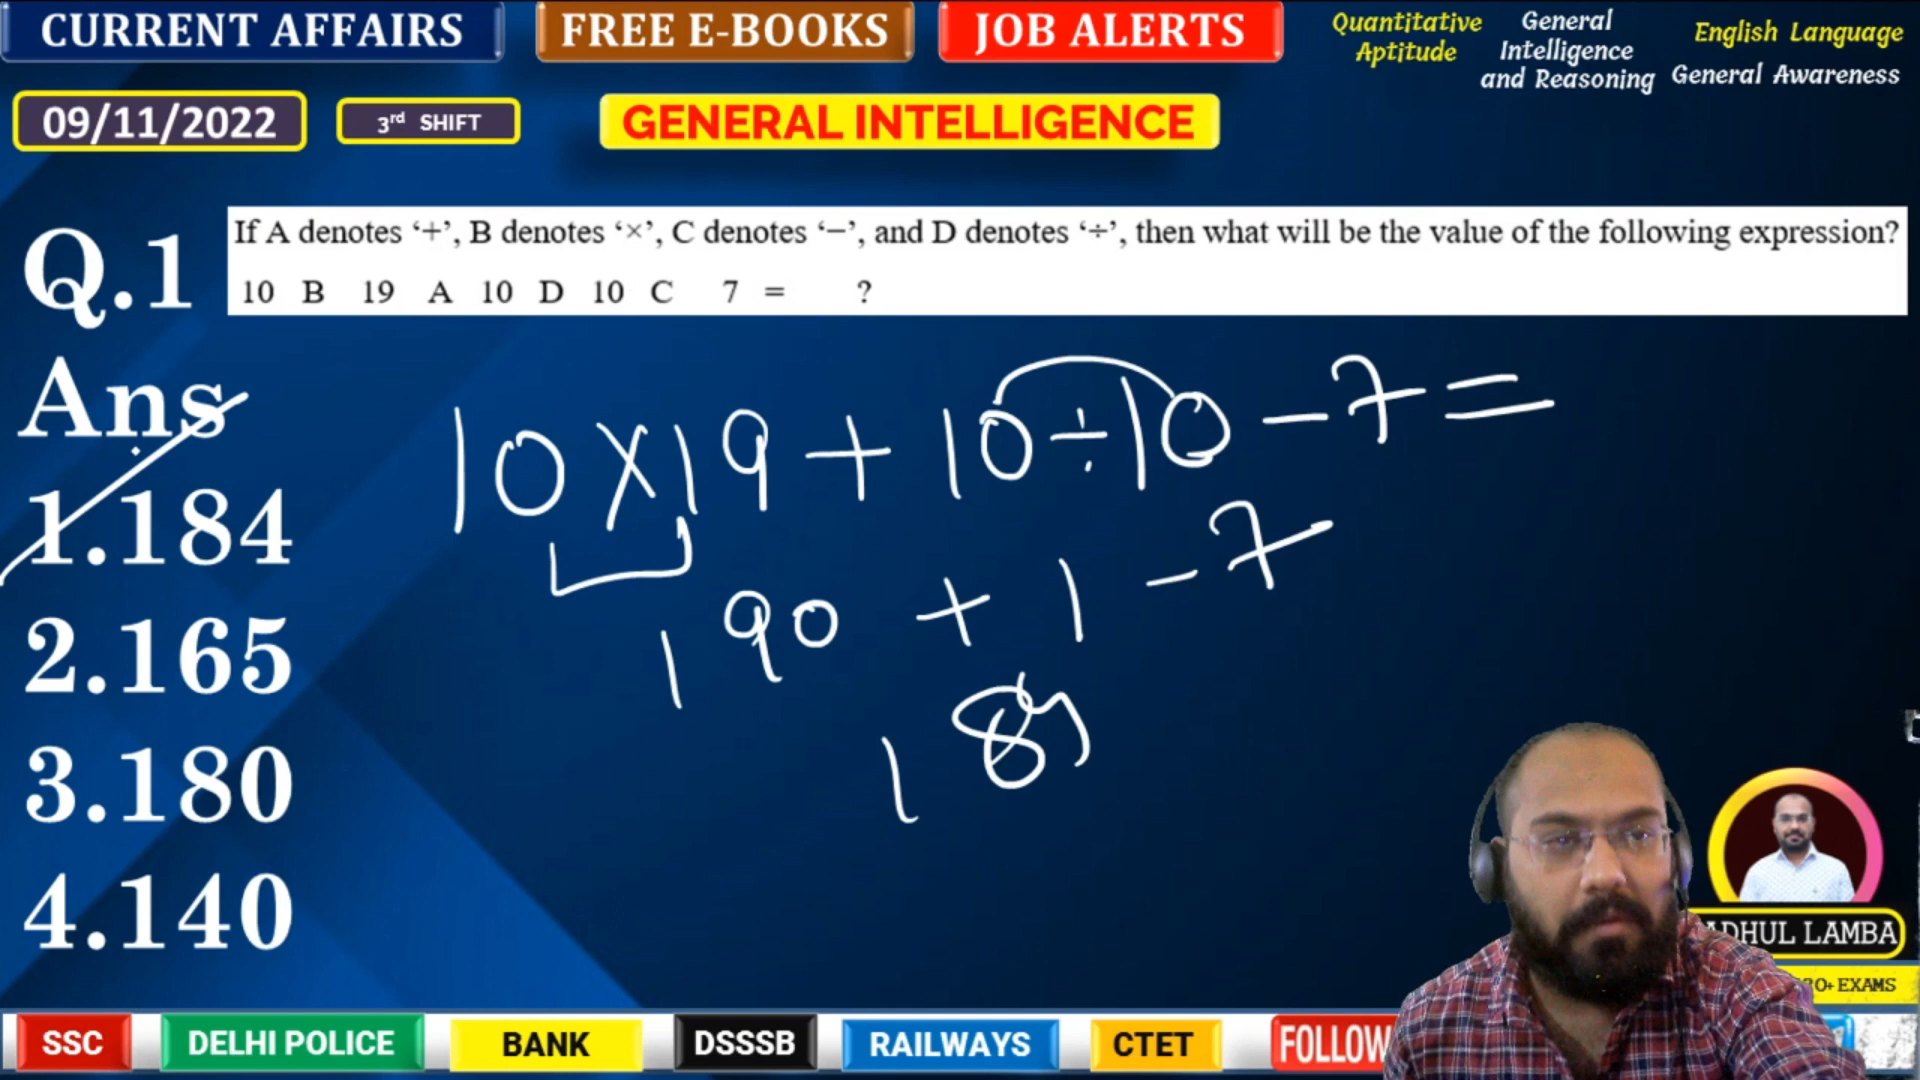 CURRENT AFFAIRS
FREE E-BOOKS
JOB ALERTS
Quantitative Aptitude
General Intelligence and Reasoning
English Language
General Awareness
09/11/2022
3rd SHIFT
GENERAL INTELLIGENCE
Q.1
If A denotes ‘+’, B denotes ‘×’, C denotes ‘−’, and D denotes ‘÷’, then what will be the value of the following expression?
10 B 19 A 10 D 10 C 7 = ?
Ans
1.184
2.165
3.180
4.140
10×19+10÷10-7=
190 + 1 - 7
184
ADHUL LAMBA
EXAMS
SSC
DELHI POLICE
BANK
DSSSB
RAILWAYS
CTET
FOLLOW